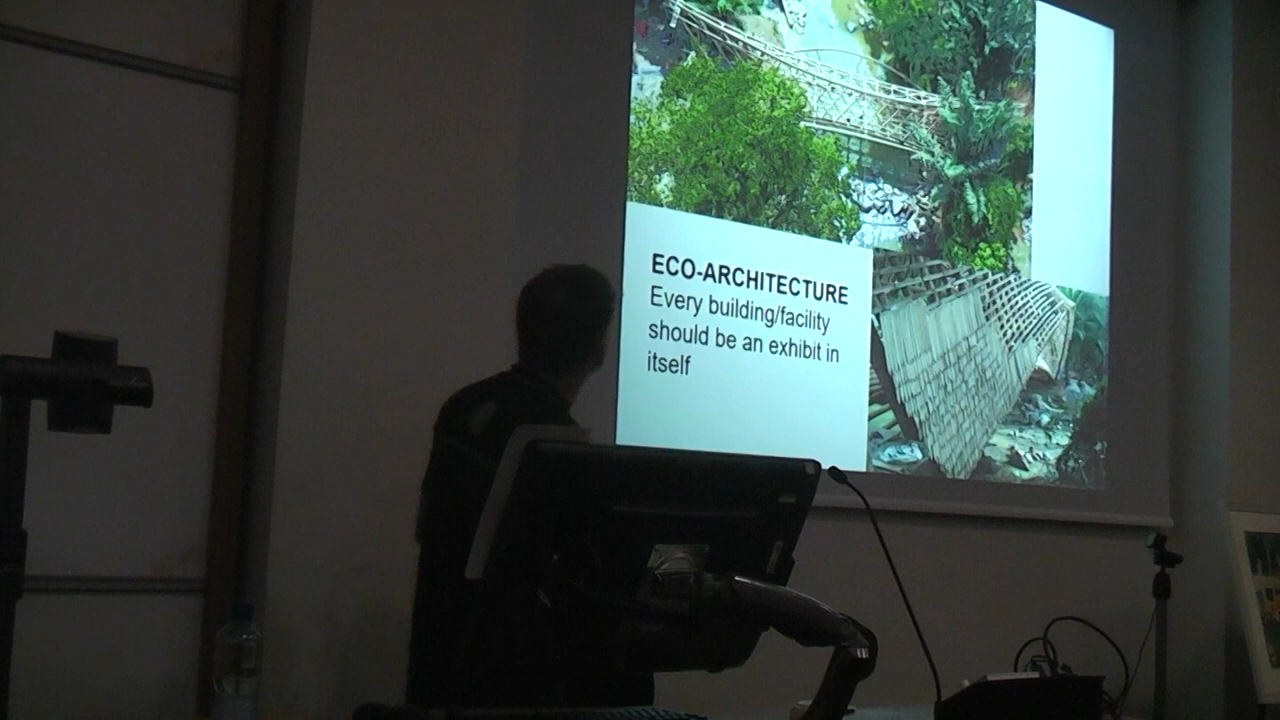 ECO-ARCHITECTURE
Every building/facility
should be an exhibit in
itself